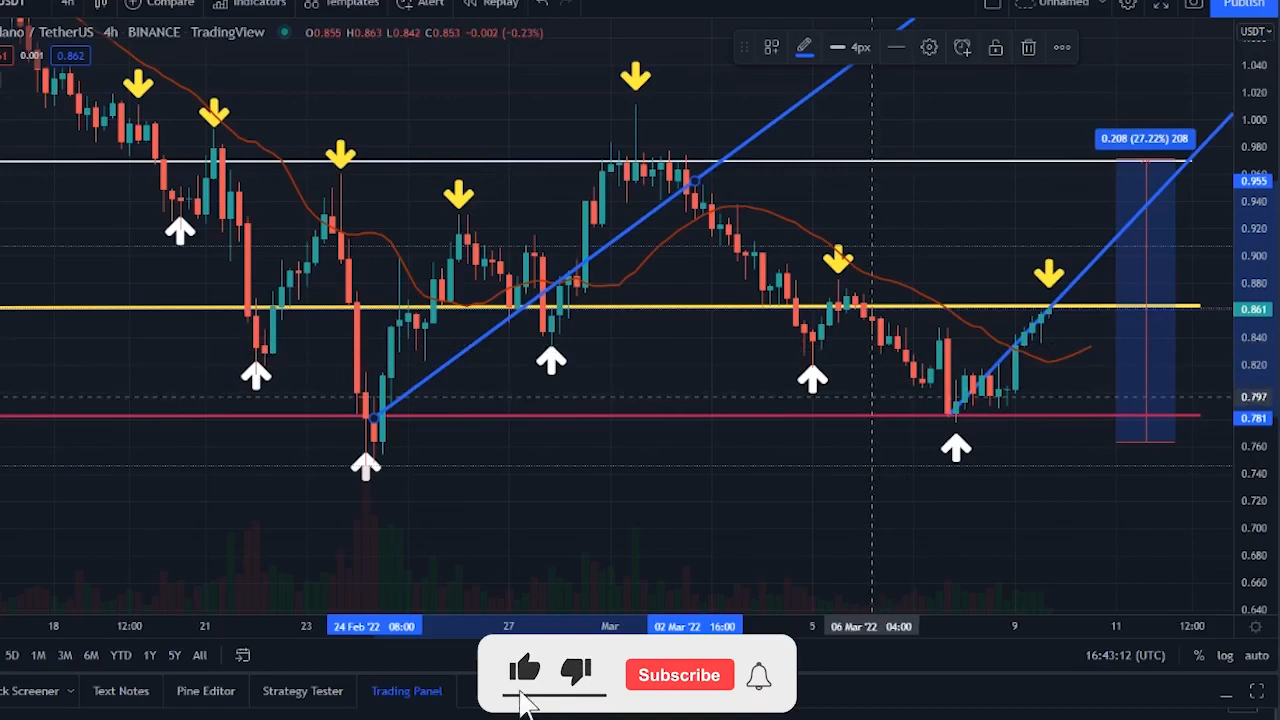 4h Compare Indicators Templates Alert Replay Unnamed Publish
dano / TetherUS 4h BINANCE TradingView O0.855 H0.863 L0.842 C0.853 -0.002 (-0.23%) USDT
4px
0.001 0.862
1.040
1.020
1.000
0.208 (27.22%) 208
0.980
0.955
0.940
0.920
0.900
0.880
0.861
0.840
0.820
0.797
0.781
0.760
0.740
0.720
0.700
0.680
0.660
0.640
18 12:00 21 23 24 Feb '22 08:00 27 Mar 02 Mar '22 16:00 5 06 Mar '22 04:00 9 11 12:00
5D 1M 3M 6M YTD 1Y 5Y All 16:43:12 (UTC) % log auto
Subscribe
ck Screener Text Notes Pine Editor Strategy Tester Trading Panel